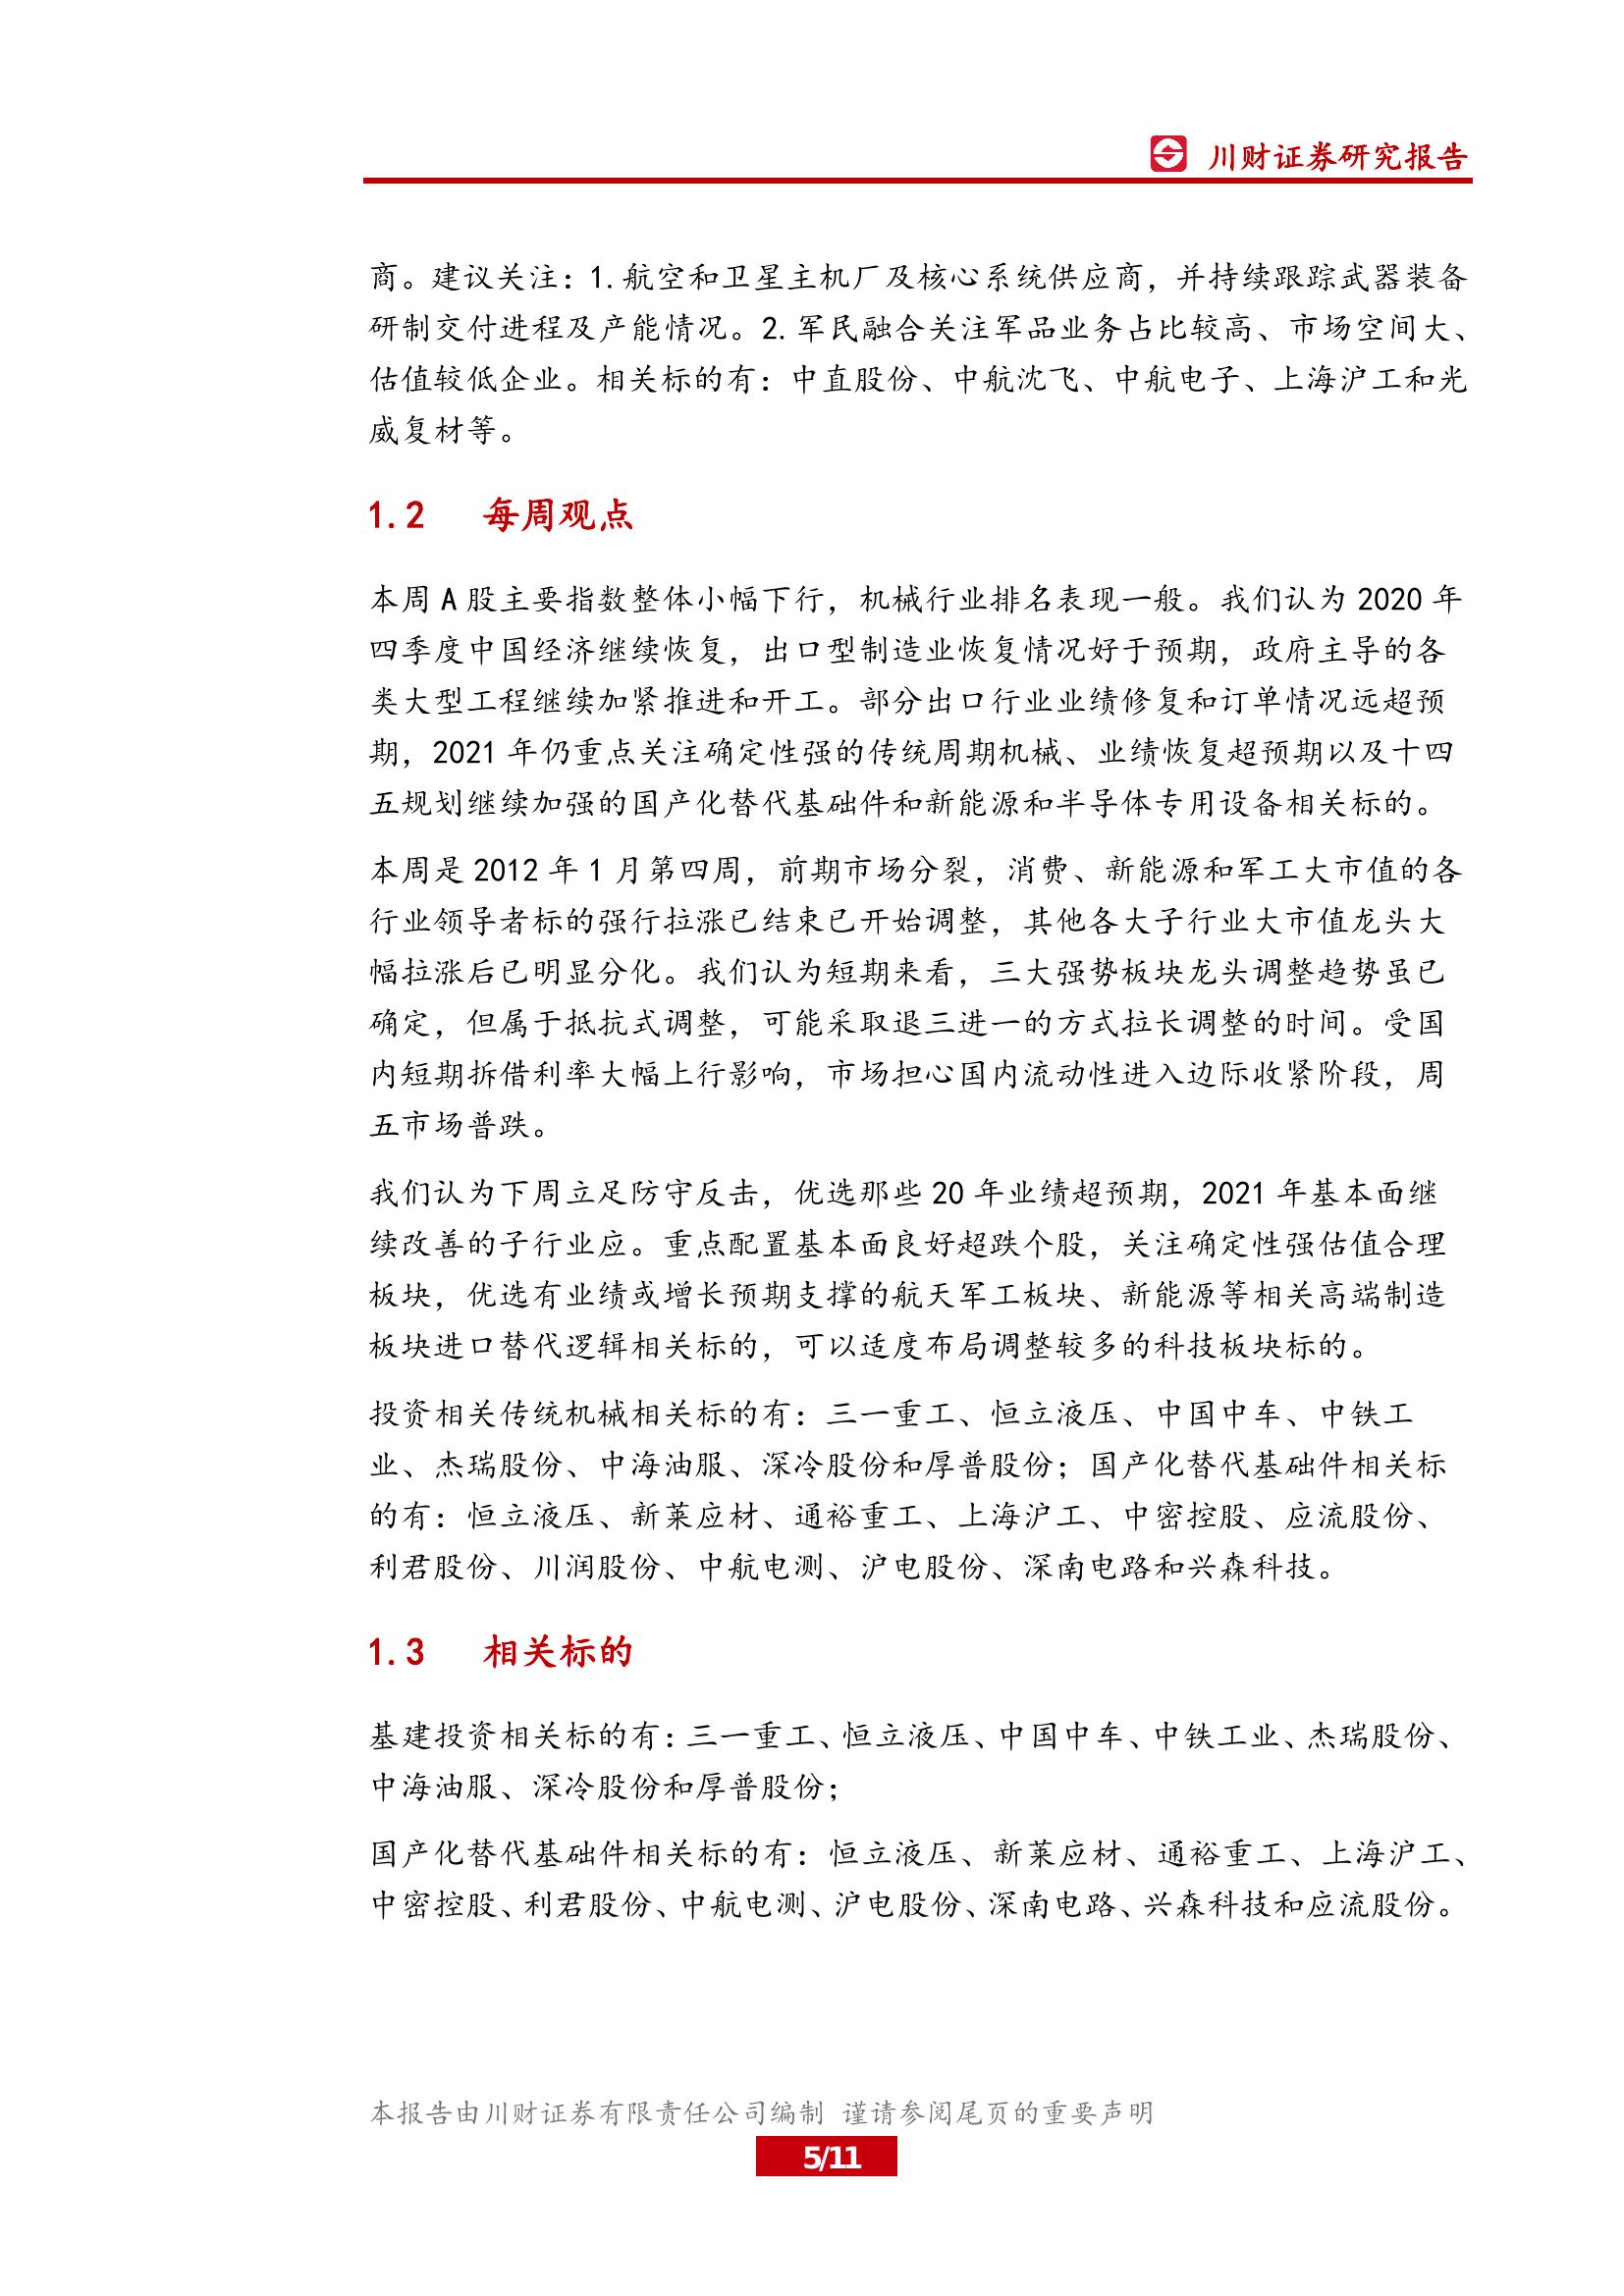 川财证券研究报告
商。建议关注：1.航空和卫星主机厂及核心系统供应商，并持续跟踪武器装备
研制交付进程及产能情况。2.军民融合关注军品业务占比较高、市场空间大、
估值较低企业。相关标的有：中直股份、中航沈飞、中航电子、上海沪工和光
威复材等。
1.2 每周观点
本周 A 股主要指数整体小幅下行，机械行业排名表现一般。我们认为 2020 年
四季度中国经济继续恢复，出口型制造业恢复情况好于预期，政府主导的各
类大型工程继续加紧推进和开工。部分出口行业业绩修复和订单情况远超预
期，2021 年仍重点关注确定性强的传统周期机械、业绩恢复超预期以及十四
五规划继续加强的国产化替代基础件和新能源和半导体专用设备相关标的。
本周是 2012 年 1 月第四周，前期市场分裂，消费、新能源和军工大市值的各
行业领导者标的强行拉涨已结束已开始调整，其他各大子行业大市值龙头大
幅拉涨后已明显分化。我们认为短期来看，三大强势板块龙头调整趋势虽已
确定，但属于抵抗式调整，可能采取退三进一的方式拉长调整的时间。受国
内短期拆借利率大幅上行影响，市场担心国内流动性进入边际收紧阶段，周
五市场普跌。
我们认为下周立足防守反击，优选那些 20 年业绩超预期，2021 年基本面继
续改善的子行业应。重点配置基本面良好超跌个股，关注确定性强估值合理
板块，优选有业绩或增长预期支撑的航天军工板块、新能源等相关高端制造
板块进口替代逻辑相关标的，可以适度布局调整较多的科技板块标的。
投资相关传统机械相关标的有：三一重工、恒立液压、中国中车、中铁工
业、杰瑞股份、中海油服、深冷股份和厚普股份；国产化替代基础件相关标
的有：恒立液压、新莱应材、通裕重工、上海沪工、中密控股、应流股份、
利君股份、川润股份、中航电测、沪电股份、深南电路和兴森科技。
1.3 相关标的
基建投资相关标的有：三一重工、恒立液压、中国中车、中铁工业、杰瑞股份、
中海油服、深冷股份和厚普股份；
国产化替代基础件相关标的有：恒立液压、新莱应材、通裕重工、上海沪工、
中密控股、利君股份、中航电测、沪电股份、深南电路、兴森科技和应流股份。
本报告由川财证券有限责任公司编制 谨请参阅尾页的重要声明
5/11